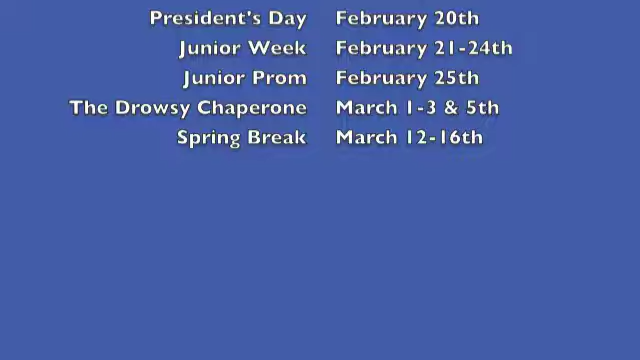 President's Day February 20th
Junior Week February 21-24th
Junior Prom February 25th
The Drowsy Chaperone March 1-3 & 5th
Spring Break March 12-16th